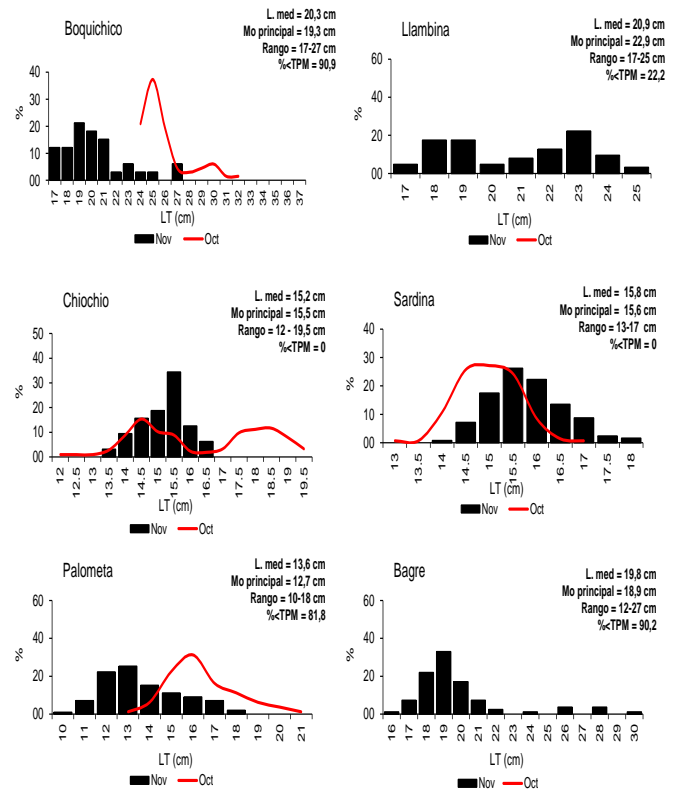 Boquichico
L. med = 20,3 cm
Mo principal = 19,3 cm
Rango = 17-27 cm
%<TPM = 90,9
%
40
30
20
10
00
17 18 19 20 21 22 23 24 25 26 27 28 29 30 31 32 33 34 35 36 37
LT (cm)
Nov Oct
Llambina
L. med = 20,9 cm
Mo principal = 22,9 cm
Rango = 17-25 cm
%<TPM = 22,2
%
60
40
20
00
17 18 19 20 21 22 23 24 25
LT (cm)
Nov Oct
Chiochio
L. med = 15,2 cm
Mo principal = 15,5 cm
Rango = 12 - 19,5 cm
%<TPM = 0
%
50
40
30
20
10
00
12 12.5 13 13.5 14 14.5 15 15.5 16 16.5 17 17.5 18 18.5 19 19.5
LT (cm)
Nov Oct
Sardina
L. med = 15,8 cm
Mo principal = 15,6 cm
Rango = 13-17 cm
%<TPM = 0
%
40
30
20
10
00
13 13.5 14 14.5 15 15.5 16 16.5 17 17.5 18
LT (cm)
Nov Oct
Palometa
L. med = 13,6 cm
Mo principal = 12,7 cm
Rango = 10-18 cm
%<TPM = 81,8
%
60
40
20
00
10 11 12 13 14 15 16 17 18 19 20 21
LT (cm)
Nov Oct
Bagre
L. med = 19,8 cm
Mo principal = 18,9 cm
Rango = 12-27 cm
%<TPM = 90,2
%
60
40
20
00
16 17 18 19 20 21 22 24 26 28 30
LT (cm)
Nov Oct